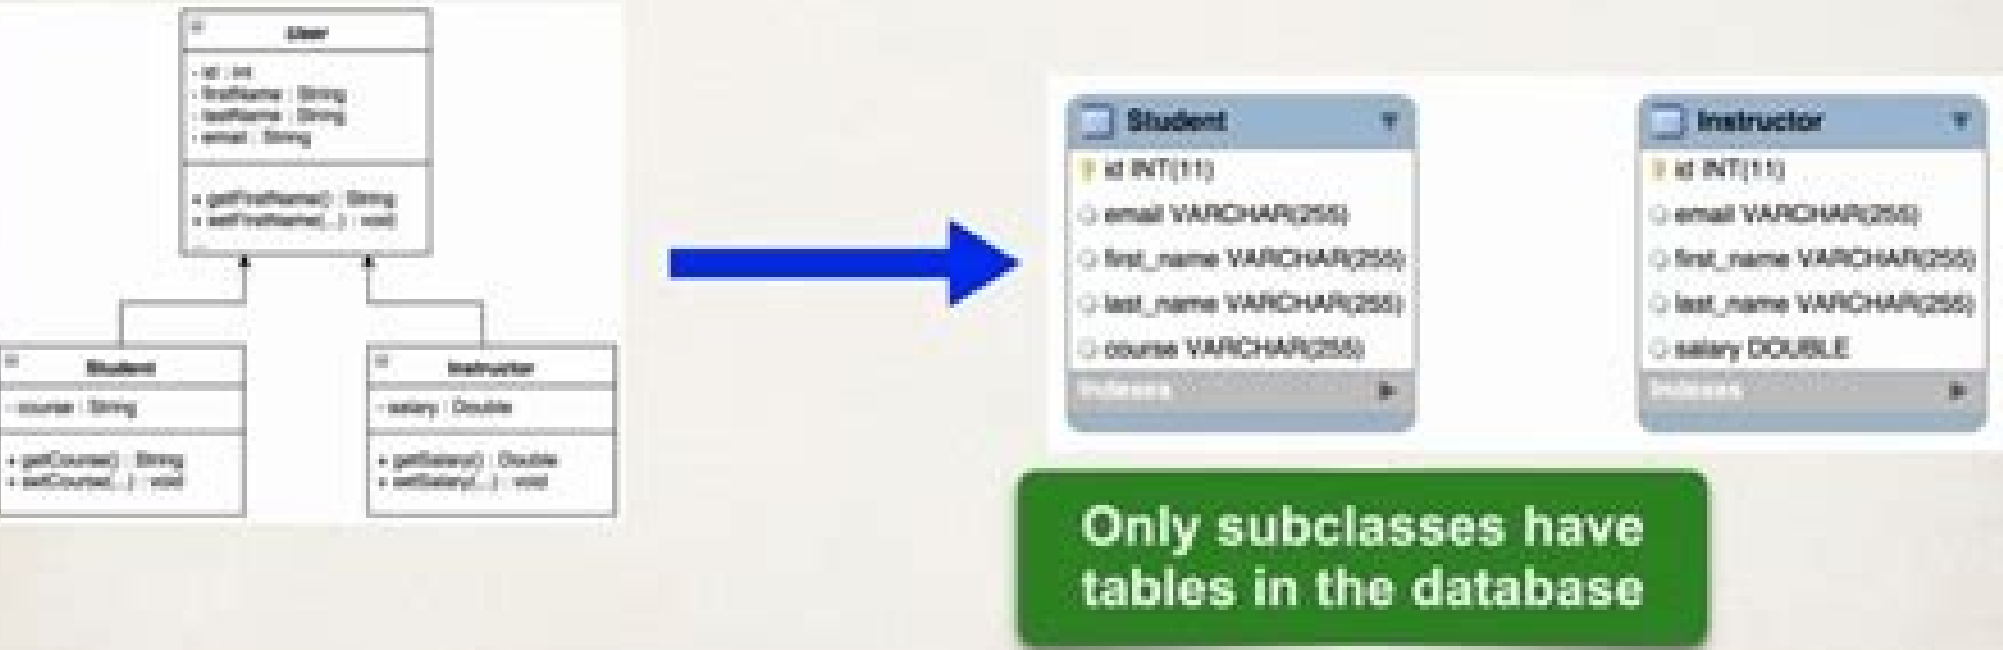 User
- id : int
- firstName : String
- lastName : String
- email : String
+ getFirstName() : String
+ setFirstName(...) : void
...
Student
- course : String
+ getCourse() : String
+ setCourse(...) : void
Instructor
- salary : Double
+ getSalary() : Double
+ setSalary(...) : void
Student
id INT(11)
email VARCHAR(255)
first_name VARCHAR(255)
last_name VARCHAR(255)
course VARCHAR(255)
Indexes
Instructor
id INT(11)
email VARCHAR(255)
first_name VARCHAR(255)
last_name VARCHAR(255)
salary DOUBLE
Indexes
Only subclasses have
tables in the database